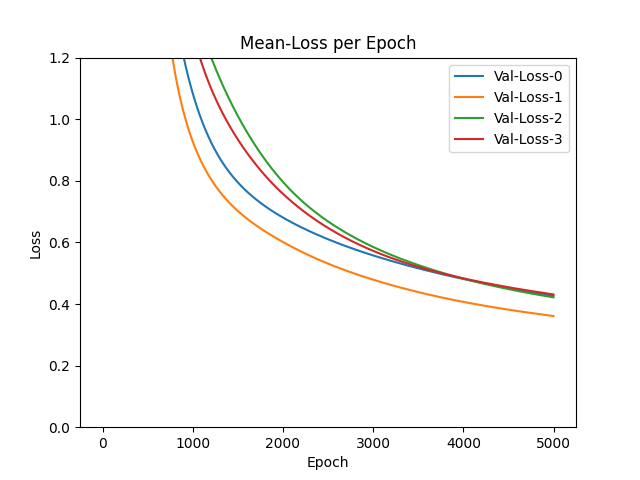 Mean-Loss per Epoch
1.2
1.0
0.8
0.6
0.4
0.2
0.0
Loss
Val-Loss-0
Val-Loss-1
Val-Loss-2
Val-Loss-3
0 1000 2000 3000 4000 5000
Epoch